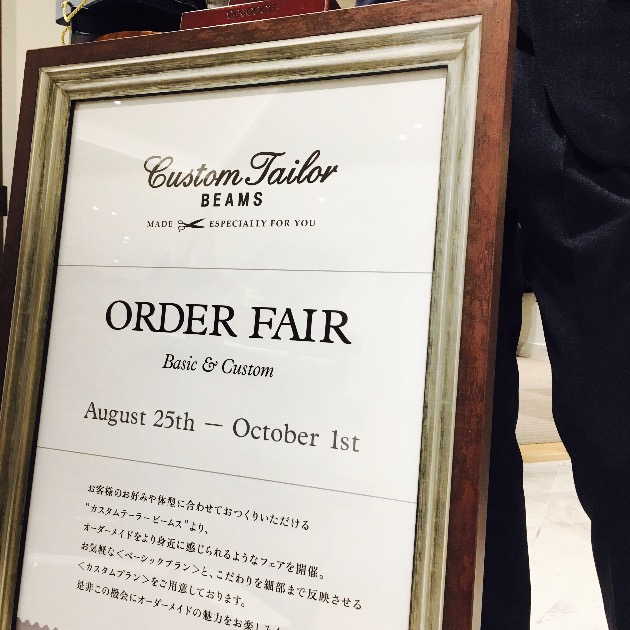 Custom Tailor
BEAMS
MADE ESPECIALLY FOR YOU
ORDER FAIR
Basic & Custom
August 25th — October 1st
お客様のお好みや体型に合わせておつくりいただける
“カスタムテーラー ビームス”より、
オーダーメイドをより身近に感じられるようなフェアを開催。
お気軽な<ベーシックプラン>と、こだわりを細部まで反映させる
<カスタムプラン>をご用意しております。
是非この機会にオーダーメイドの魅力をお楽しみ